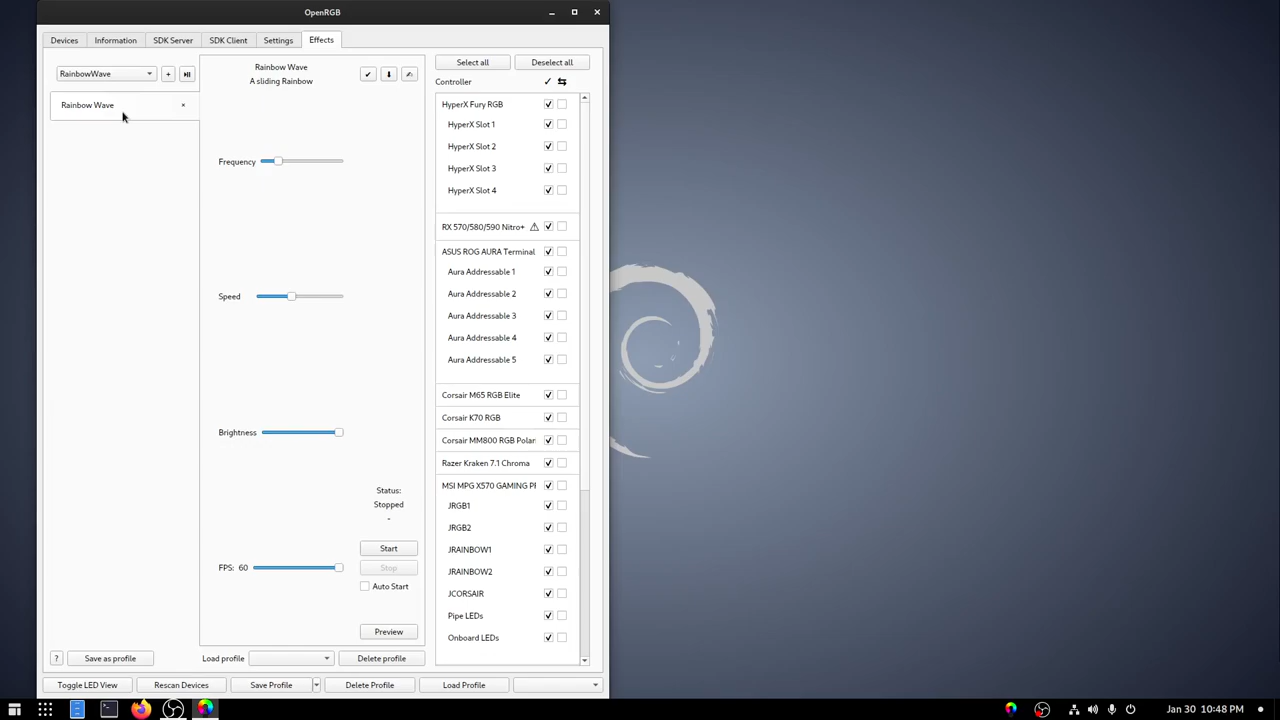 OpenRGB
Devices
Information
SDK Server
SDK Client
Settings
Effects
RainbowWave
+
Rainbow Wave
×
Rainbow Wave
A sliding Rainbow
Frequency
Speed
Brightness
FPS: 60
Status:
Stopped
-
Start
Stop
Auto Start
Preview
Select all
Deselect all
Controller
HyperX Fury RGB
HyperX Slot 1
HyperX Slot 2
HyperX Slot 3
HyperX Slot 4
RX 570/580/590 Nitro+
ASUS ROG AURA Terminal
Aura Addressable 1
Aura Addressable 2
Aura Addressable 3
Aura Addressable 4
Aura Addressable 5
Corsair M65 RGB Elite
Corsair K70 RGB
Corsair MM800 RGB Polar
Razer Kraken 7.1 Chroma
MSI MPG X570 GAMING P
JRGB1
JRGB2
JRAINBOW1
JRAINBOW2
JCORSAIR
Pipe LEDs
Onboard LEDs
?
Save as profile
Load profile
Delete profile
Toggle LED View
Rescan Devices
Save Profile
Delete Profile
Load Profile
Jan 30 10:48 PM